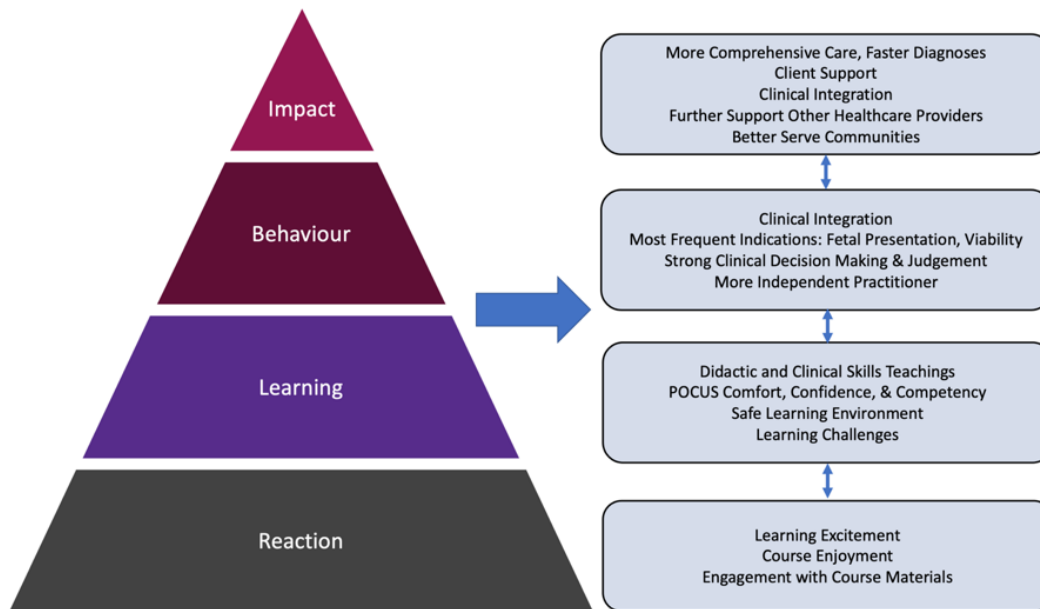 Impact
Behaviour
Learning
Reaction
More Comprehensive Care, Faster Diagnoses
Client Support
Clinical Integration
Further Support Other Healthcare Providers
Better Serve Communities
Clinical Integration
Most Frequent Indications: Fetal Presentation, Viability
Strong Clinical Decision Making & Judgement
More Independent Practitioner
Didactic and Clinical Skills Teachings
POCUS Comfort, Confidence, & Competency
Safe Learning Environment
Learning Challenges
Learning Excitement
Course Enjoyment
Engagement with Course Materials